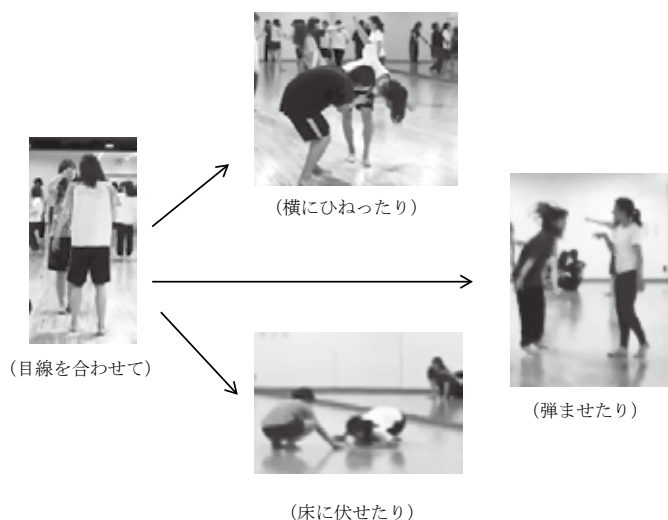 （横にひねったり）
（目線を合わせて）
（弾ませたり）
（床に伏せたり）